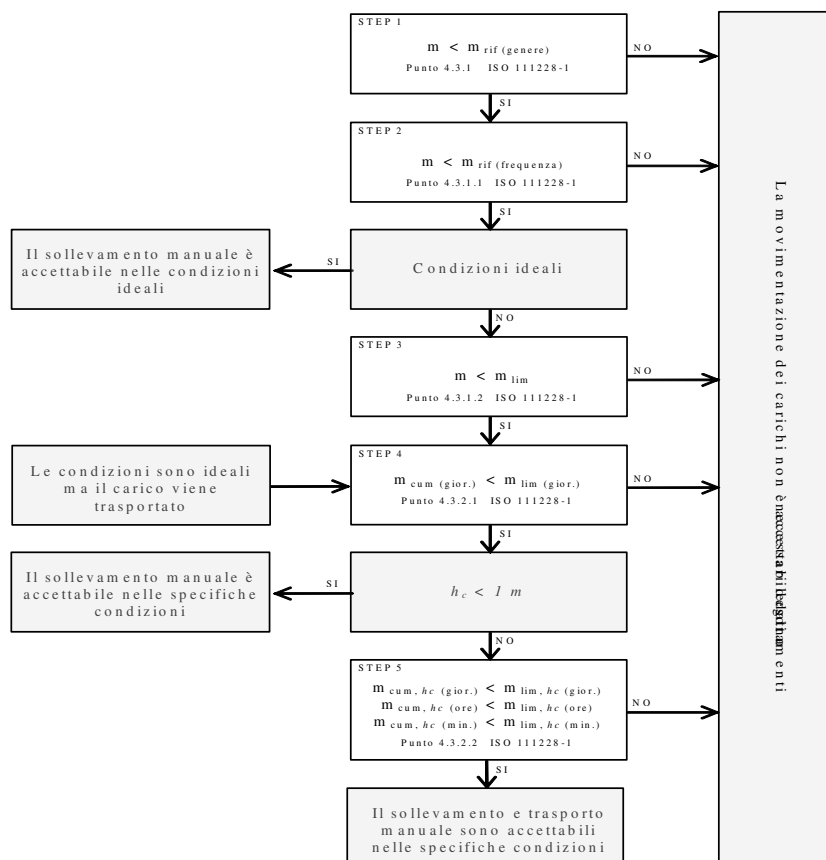 STEP 1
m < m rif (genere)
Punto 4.3.1 ISO 111228-1
NO
SI
STEP 2
m < m rif (frequenza)
Punto 4.3.1.1 ISO 111228-1
NO
SI
Il sollevamento manuale è
accettabile nelle condizioni
ideali
SI
Condizioni ideali
NO
STEP 3
m < m lim
Punto 4.3.1.2 ISO 111228-1
NO
SI
Le condizioni sono ideali
ma il carico viene
trasportato
STEP 4
m cum (gior.) < m lim (gior.)
Punto 4.3.2.1 ISO 111228-1
NO
SI
Il sollevamento manuale è
accettabile nelle specifiche
condizioni
SI
h c < 1 m
NO
STEP 5
m cum, hc (gior.) < m lim, hc (gior.)
m cum, hc (ore) < m lim, hc (ore)
m cum, hc (min.) < m lim, hc (min.)
Punto 4.3.2.2 ISO 111228-1
NO
SI
Il sollevamento e trasporto
manuale sono accettabili
nelle specifiche condizioni
La movimentazione dei carichi non è